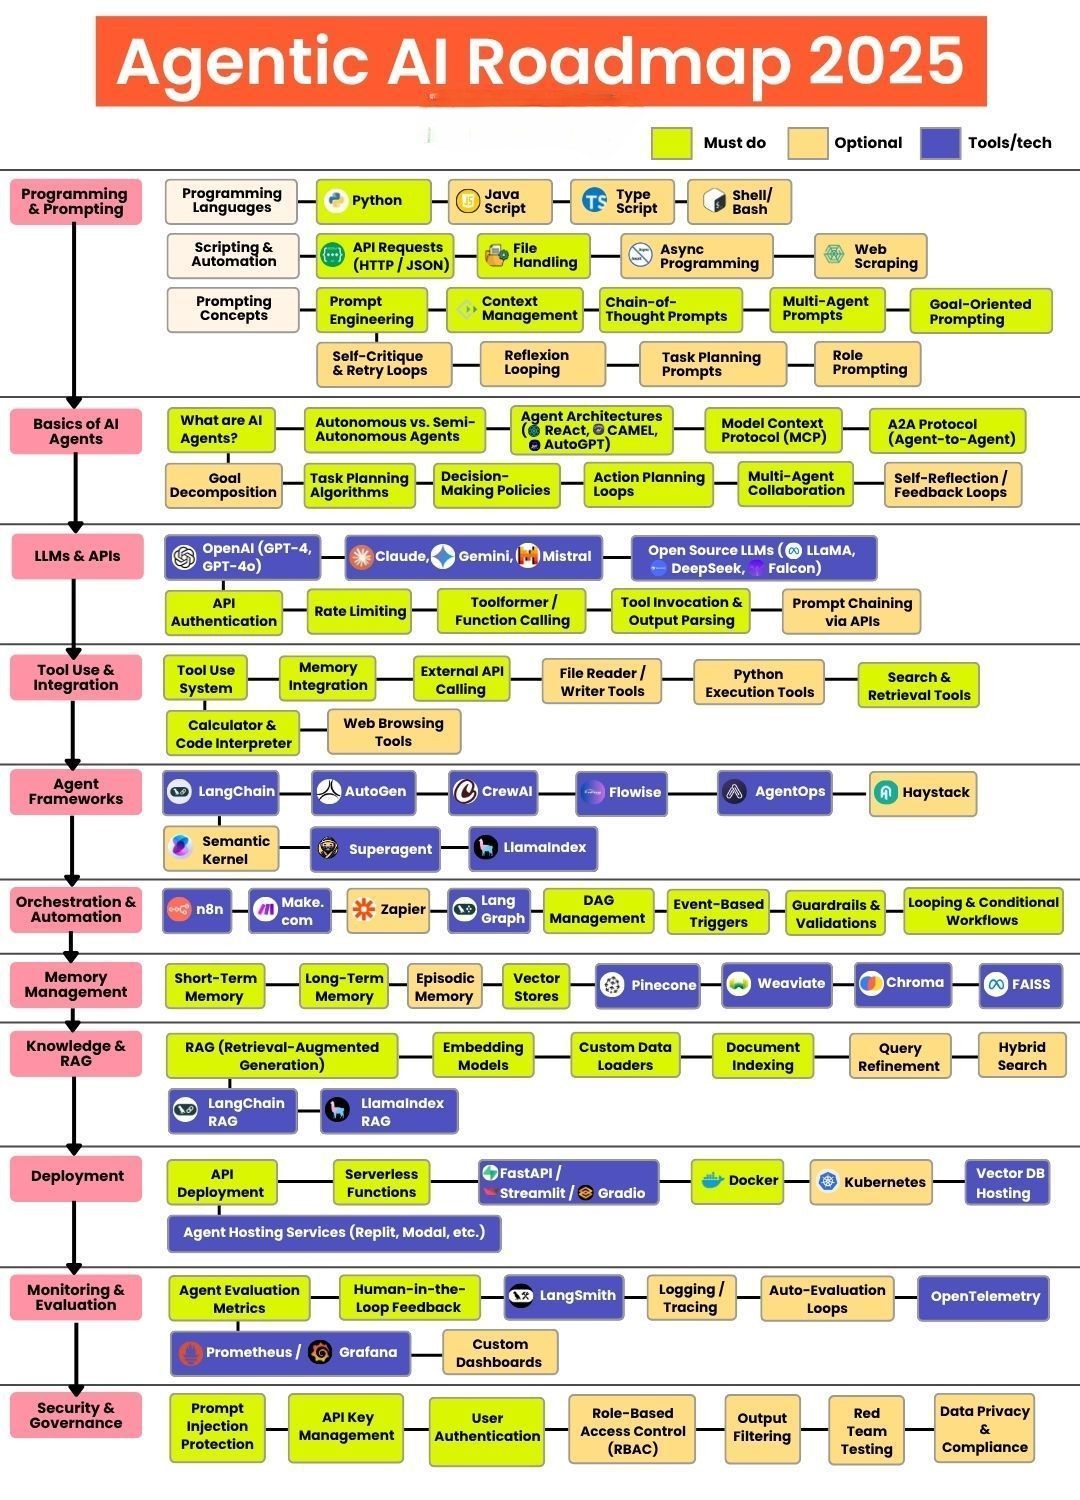 Agentic AI Roadmap 2025
Must do
Optional
Tools/tech
Programming
& Prompting
Programming
Languages
Python
Java
Script
Type
Script
Shell/
Bash
Scripting &
Automation
API Requests
(HTTP / JSON)
File
Handling
Async
Programming
Web
Scraping
Prompting
Concepts
Prompt
Engineering
Context
Management
Chain-of-
Thought Prompts
Multi-Agent
Prompts
Goal-Oriented
Prompting
Self-Critique
& Retry Loops
Reflexion
Looping
Task Planning
Prompts
Role
Prompting
Basics of AI
Agents
What are AI
Agents?
Autonomous vs. Semi-
Autonomous Agents
Agent Architectures
(ReAct, CAMEL,
AutoGPT)
Model Context
Protocol (MCP)
A2A Protocol
(Agent-to-Agent)
Goal
Decomposition
Task Planning
Algorithms
Decision-
Making Policies
Action Planning
Loops
Multi-Agent
Collaboration
Self-Reflection /
Feedback Loops
LLMs & APIs
OpenAI (GPT-4,
GPT-4o)
Claude, Gemini, Mistral
Open Source LLMs ( LLaMA,
DeepSeek, Falcon)
API
Authentication
Rate Limiting
Toolformer /
Function Calling
Tool Invocation &
Output Parsing
Prompt Chaining
via APIs
Tool Use &
Integration
Tool Use
System
Memory
Integration
External API
Calling
File Reader /
Writer Tools
Python
Execution Tools
Search &
Retrieval Tools
Calculator &
Code Interpreter
Web Browsing
Tools
Agent
Frameworks
LangChain
AutoGen
CrewAI
Flowise
AgentOps
Haystack
Semantic
Kernel
Superagent
LlamaIndex
Orchestration &
Automation
n8n
Make.
com
Zapier
Lang
Graph
DAG
Management
Event-Based
Triggers
Guardrails &
Validations
Looping & Conditional
Workflows
Memory
Management
Short-Term
Memory
Long-Term
Memory
Episodic
Memory
Vector
Stores
Pinecone
Weaviate
Chroma
FAISS
Knowledge &
RAG
RAG (Retrieval-Augmented
Generation)
Embedding
Models
Custom Data
Loaders
Document
Indexing
Query
Refinement
Hybrid
Search
LangChain
RAG
LlamaIndex
RAG
Deployment
API
Deployment
Serverless
Functions
FastAPI /
Streamlit / Gradio
Docker
Kubernetes
Vector DB
Hosting
Agent Hosting Services (Replit, Modal, etc.)
Monitoring &
Evaluation
Agent Evaluation
Metrics
Human-in-the-
Loop Feedback
LangSmith
Logging /
Tracing
Auto-Evaluation
Loops
OpenTelemetry
Prometheus / Grafana
Custom
Dashboards
Security &
Governance
Prompt
Injection
Protection
API Key
Management
User
Authentication
Role-Based
Access Control
(RBAC)
Output
Filtering
Red
Team
Testing
Data Privacy
&
Compliance